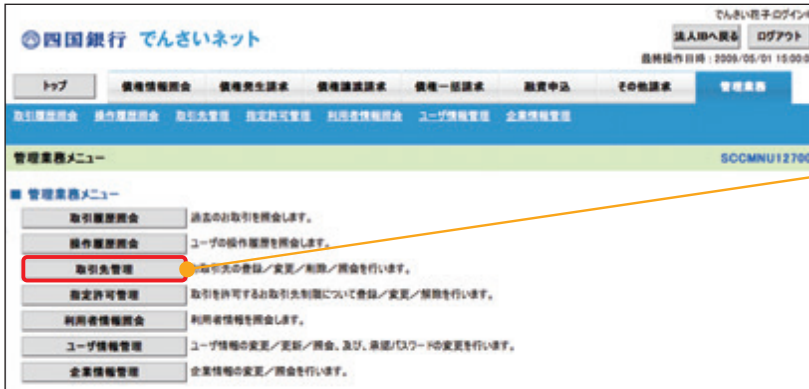 でんさい花子:ログイン中
四国銀行 でんさいネット
法人IBへ戻る ログアウト
最終操作日時:2009/05/01 15:00:0
トップ 債権情報照会 債権発生請求 債権譲渡請求 債権一括請求 融資申込 その他請求 管理業務
取引履歴照会 操作履歴照会 取引先管理 指定許可管理 利用者情報照会 ユーザ情報管理 企業情報管理
管理業務メニュー SCCMNU12700
■ 管理業務メニュー
取引履歴照会 過去のお取引を照会します。
操作履歴照会 ユーザの操作履歴を照会します。
取引先管理 取引先の登録/変更/削除/照会を行います。
指定許可管理 取引を許可するお取引先制限について登録/変更/解除を行います。
利用者情報照会 利用者情報を照会します。
ユーザ情報管理 ユーザ情報の変更/更新/照会、及び、承認パスワードの変更を行います。
企業情報管理 企業情報の変更/照会を行います。